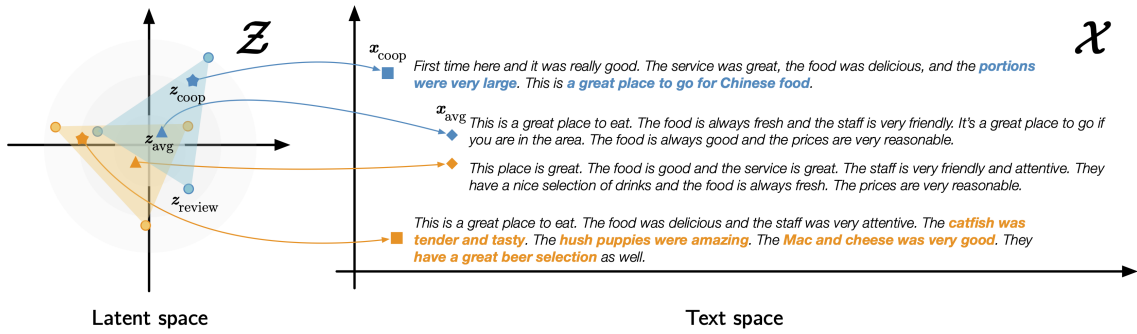 𝒵
z_coop
z_avg
z_review
Latent space
𝒳
x_coop
First time here and it was really good. The service was great, the food was delicious, and the portions
were very large. This is a great place to go for Chinese food.
x_avg
This is a great place to eat. The food is always fresh and the staff is very friendly. It's a great place to go if
you are in the area. The food is always good and the prices are very reasonable.
This place is great. The food is good and the service is great. The staff is very friendly and attentive. They
have a nice selection of drinks and the food is always fresh. The prices are very reasonable.
This is a great place to eat. The food was delicious and the staff was very attentive. The catfish was
tender and tasty. The hush puppies were amazing. The Mac and cheese was very good. They
have a great beer selection as well.
Text space